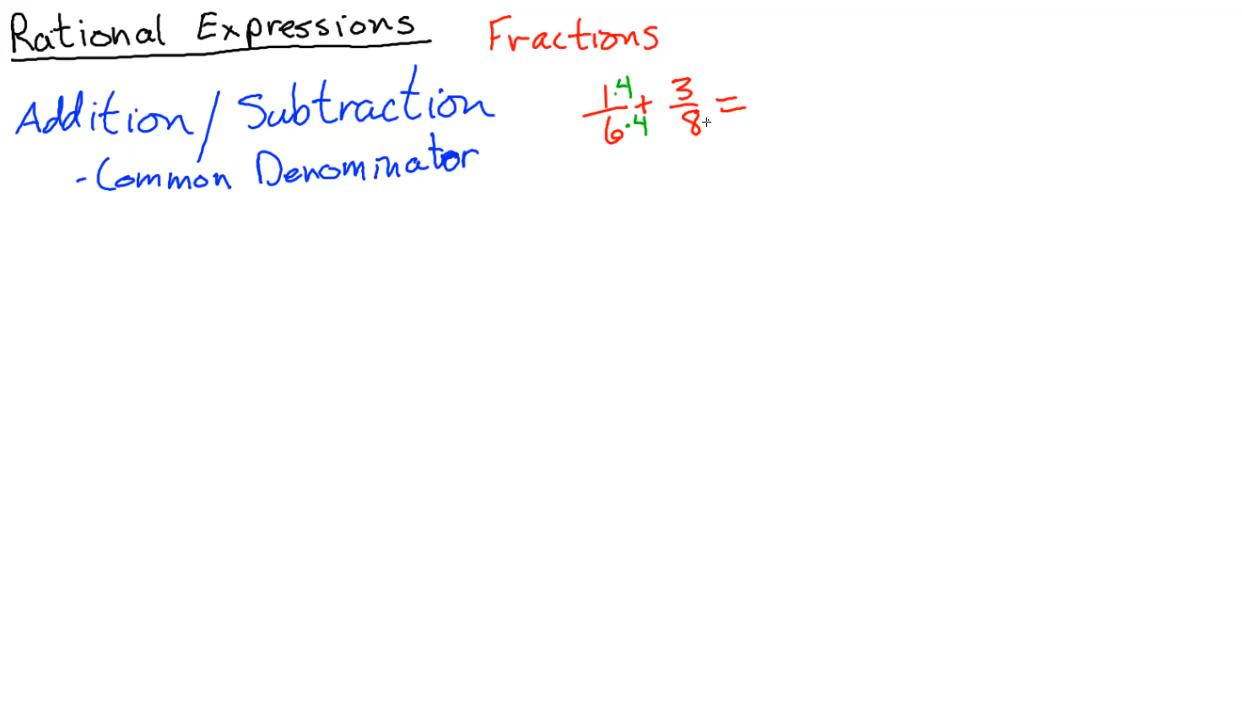 Rational Expressions
Fractions
Addition / Subtraction
1·4/6·4 + 3/8 =
- Common Denominator